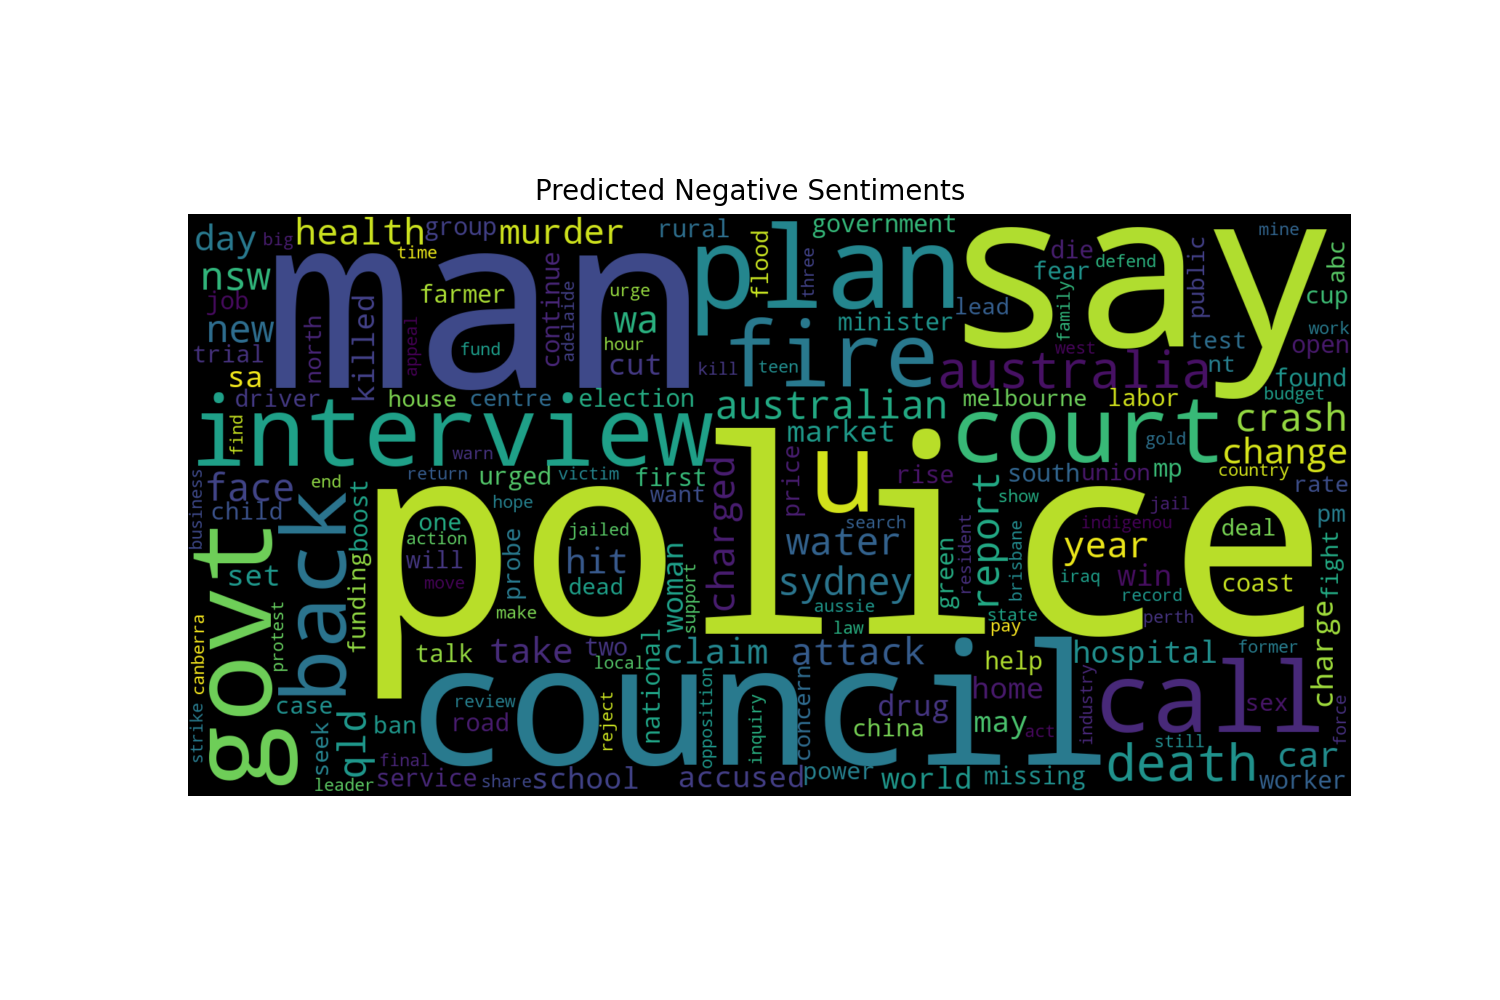 Predicted Negative Sentiments
day
big
health
group
murder
rural
government
mine
nsw
time
man
continue
plan
flood
three
say
die
fear
defend
public
abc
job
farmer
urge
wa
lead
family
cup
new
killed
north
appeal
fund
adelaide
hour
minister
work
trial
cut
kill
teen
fire
australia
west
test
nt
open
sa
driver
house
centre
election
australian
melbourne
labor
found
budget
find
interview
market
court
gold
crash
warn
change
business
face
end
return
urged
victim
first
charged
price
u
rise
south
union
mp
country
child
back
boost
hope
want
search
report
show
jail
rate
govt
one
action
will
jailed
hit
police
water
resident
indigenou
deal
pm
set
funding
move
probe
dead
woman
support
sydney
green
brisbane
year
iraq
win
coast
fight
make
aussie
record
canberra
protest
law
pay
state
perth
charge
talk
take
two
local
national
claim
attack
help
hospital
former
strike
case
seek
qld
ban
review
road
council
reject
opposition
inquiry
concern
drug
home
china
may
act
industry
call
sex
force
leader
final
service
share
school
accused
power
world
missing
still
death
car
worker